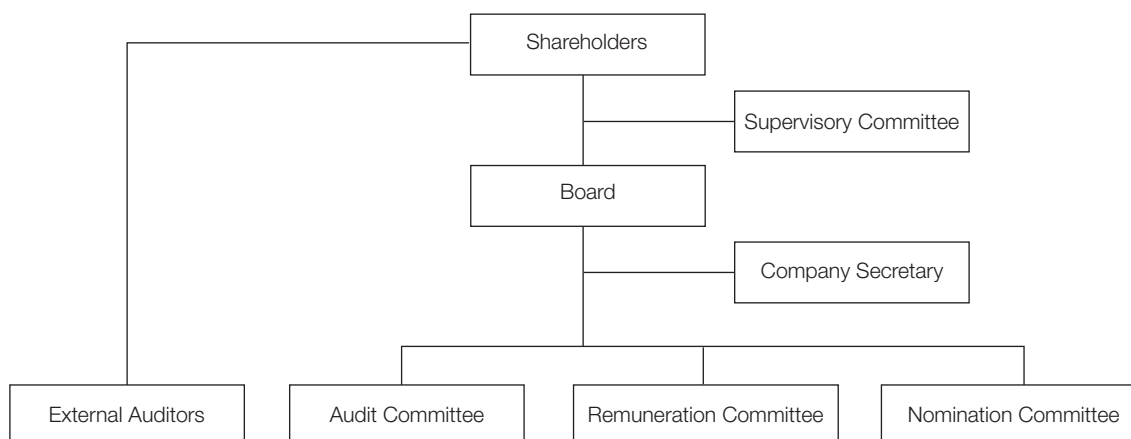 Shareholders
Supervisory Committee
Board
Company Secretary
External Auditors
Audit Committee
Remuneration Committee
Nomination Committee